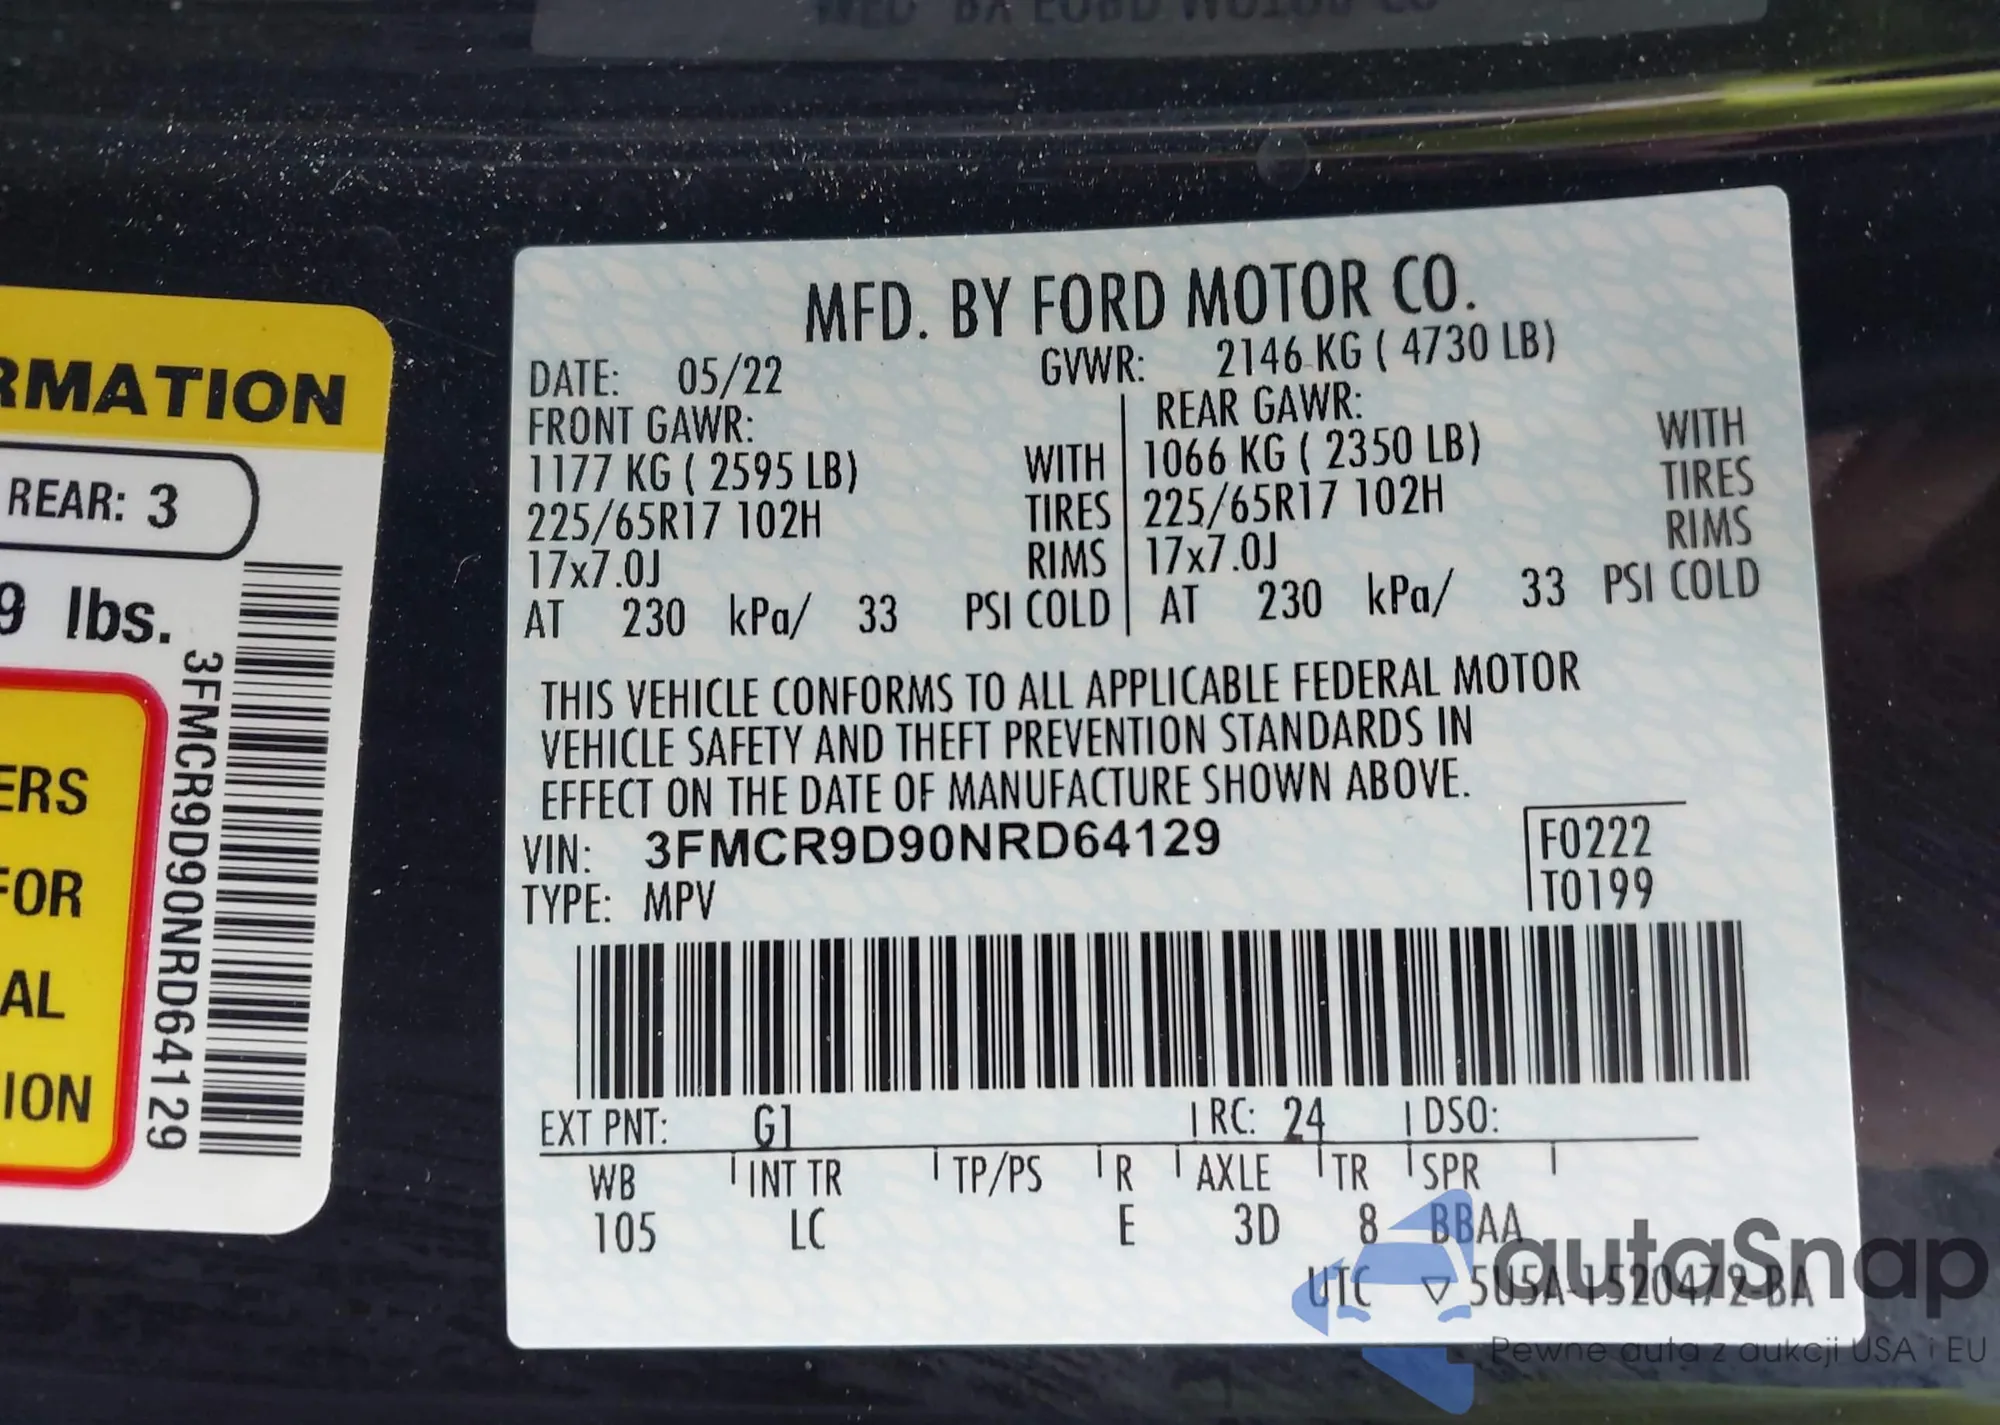 MFD. BY FORD MOTOR CO.
DATE: 05/22 GVWR: 2146 KG ( 4730 LB)
FRONT GAWR: REAR GAWR:
1177 KG ( 2595 LB) WITH 1066 KG ( 2350 LB) WITH
225/65R17 102H TIRES 225/65R17 102H TIRES
17x7.0J RIMS 17x7.0J RIMS
AT 230 kPa/ 33 PSI COLD AT 230 kPa/ 33 PSI COLD
THIS VEHICLE CONFORMS TO ALL APPLICABLE FEDERAL MOTOR
VEHICLE SAFETY AND THEFT PREVENTION STANDARDS IN
EFFECT ON THE DATE OF MANUFACTURE SHOWN ABOVE.
VIN: 3FMCR9D90NRD64129
F0222
TYPE: MPV
T0199
EXT PNT: G1 RC: 24 DSO:
WB INT TR TP/PS R AXLE TR SPR
105 LC E 3D 8 BBAA
UTC ▽ 5U5A-1520472-BA
RMATION
REAR: 3
9 lbs.
3FMCR9D90NRD64129
ERS
FOR
AL
ION
autoSnap
Pewne auta z aukcji USA i EU